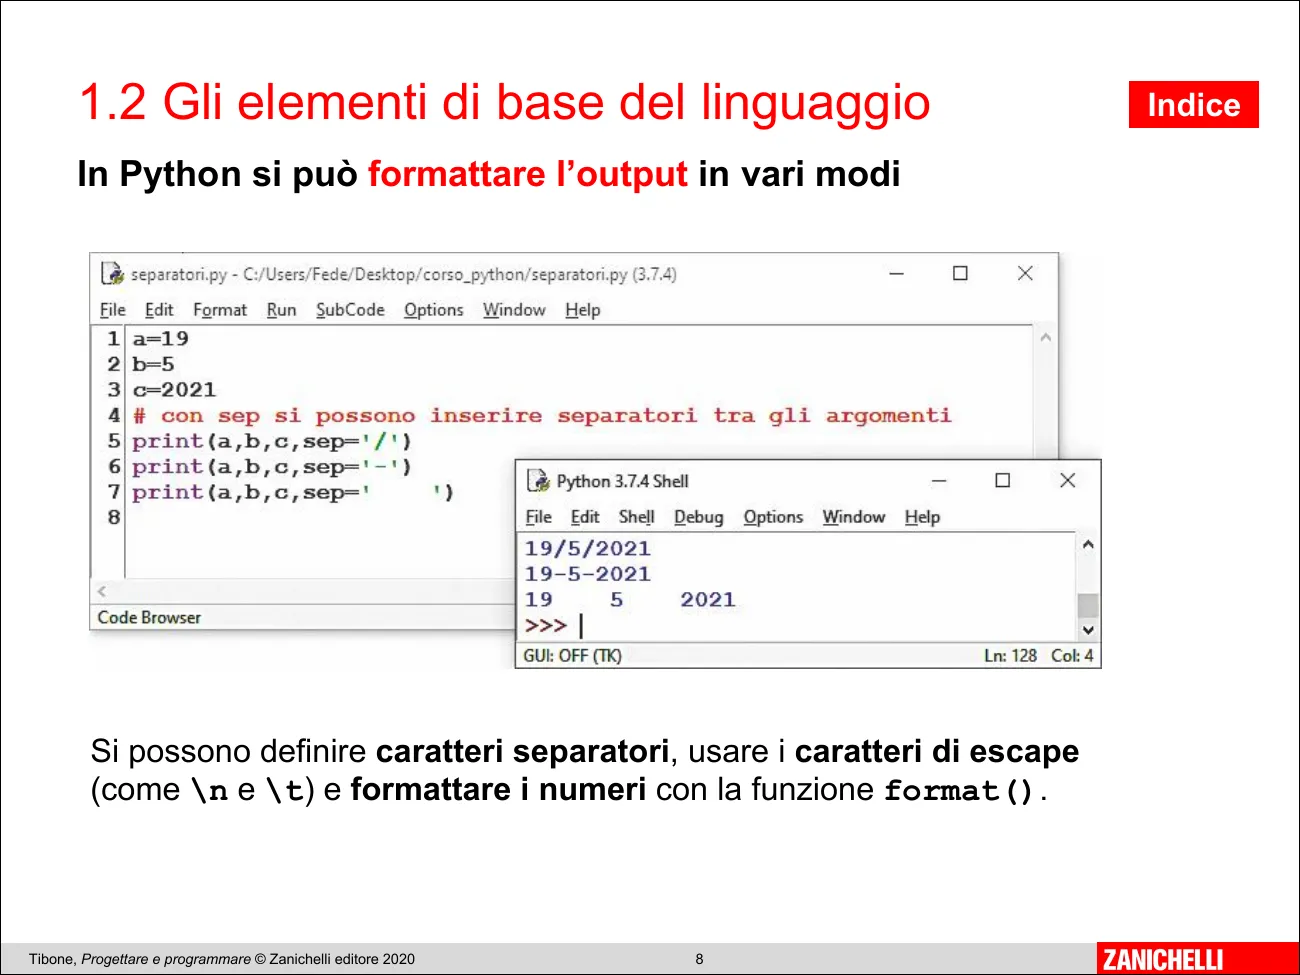 1.2 Gli elementi di base del linguaggio
Indice
In Python si può formattare l’output in vari modi
separatori.py - C:/Users/Fede/Desktop/corso_python/separatori.py (3.7.4)
File Edit Format Run SubCode Options Window Help
1 a=19
2 b=5
3 c=2021
4 # con sep si possono inserire separatori tra gli argomenti
5 print(a,b,c,sep='/')
6 print(a,b,c,sep='-')
7 print(a,b,c,sep='    ')
8
Code Browser
Python 3.7.4 Shell
File Edit Shell Debug Options Window Help
19/5/2021
19-5-2021
19    5    2021
>>>
GUI: OFF (TK) Ln: 128 Col: 4
Si possono definire caratteri separatori, usare i caratteri di escape
(come \n e \t) e formattare i numeri con la funzione format().
Tibone, Progettare e programmare © Zanichelli editore 2020
8
ZANICHELLI